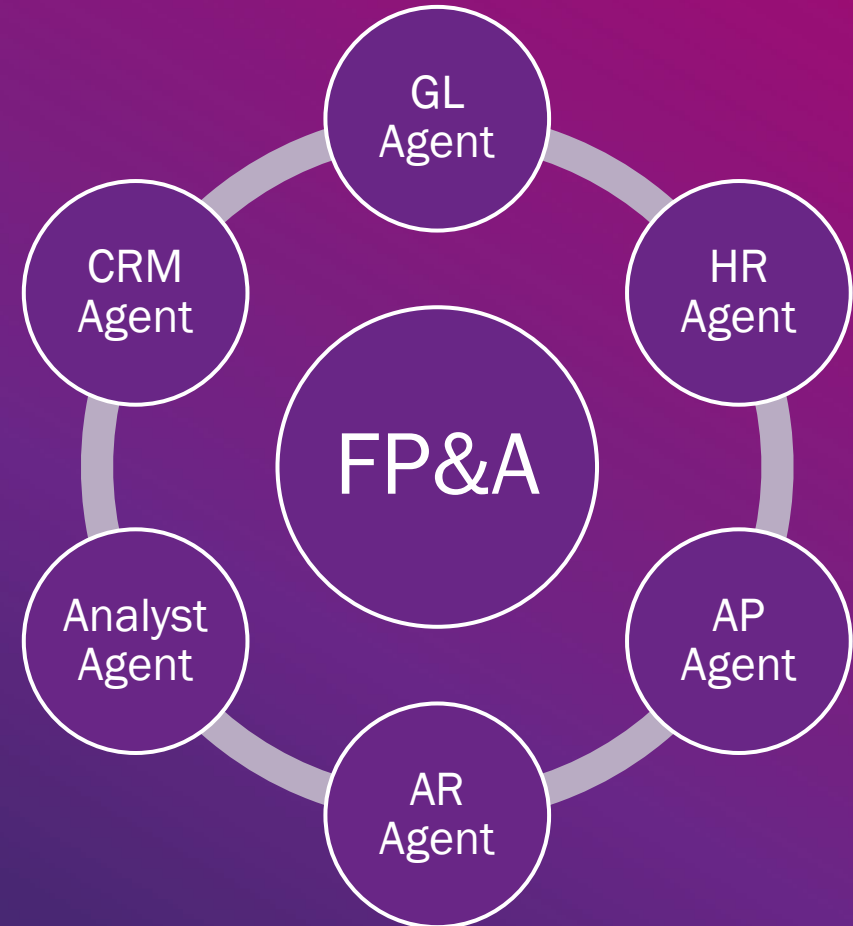 GL
Agent
CRM
Agent
HR
Agent
FP&A
Analyst
Agent
AP
Agent
AR
Agent